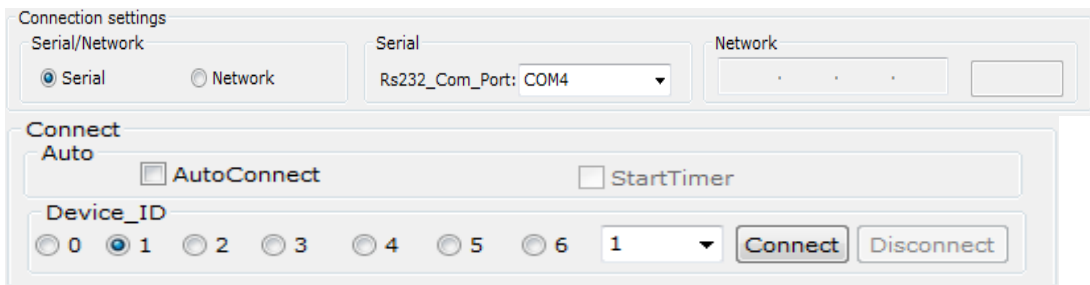 Connection settings
Serial/Network
Serial
Network
Serial
Rs232_Com_Port: COM4
Network
Connect
Auto
AutoConnect
StartTimer
Device_ID
0 1 2 3 4 5 6 1 Connect Disconnect